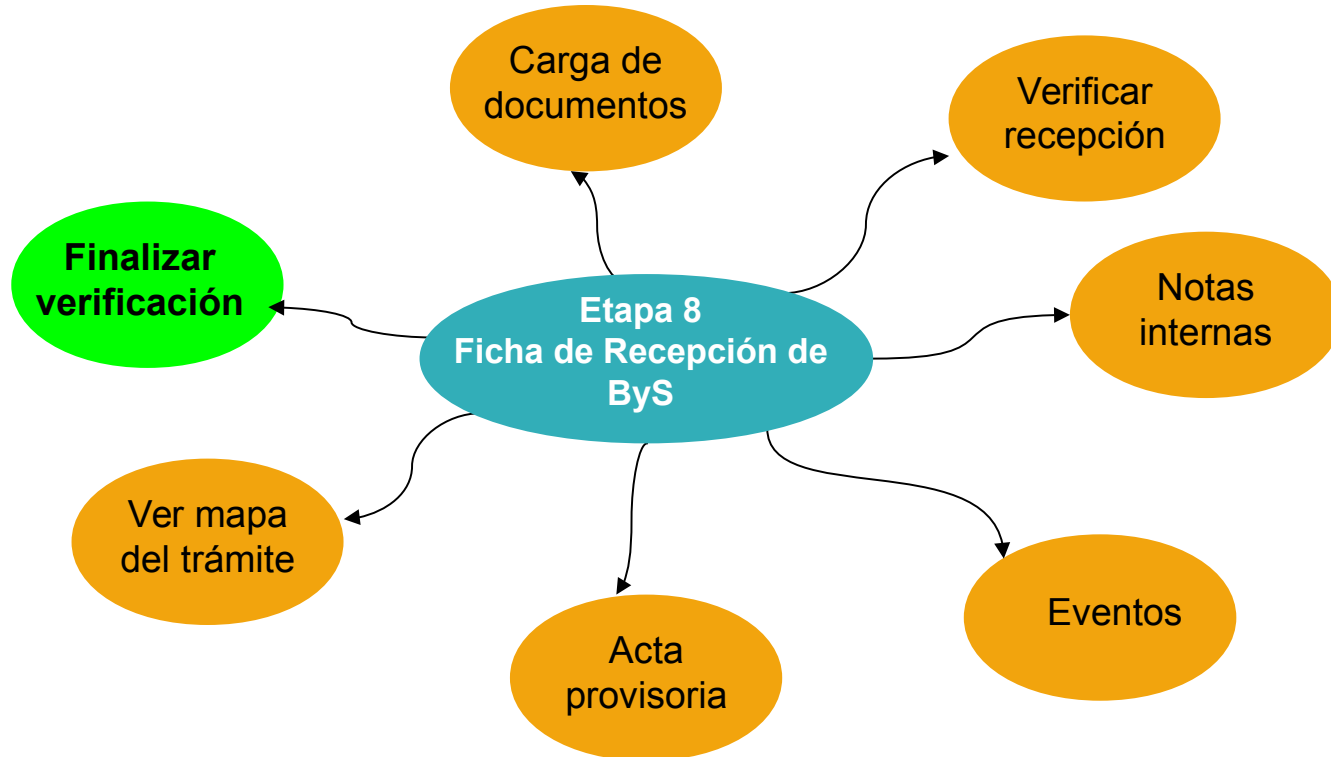 Carga de
documentos
Verificar
recepción
Finalizar
verificación
Notas
internas
Etapa 8
Ficha de Recepción de
ByS
Ver mapa
del trámite
Eventos
Acta
provisoria